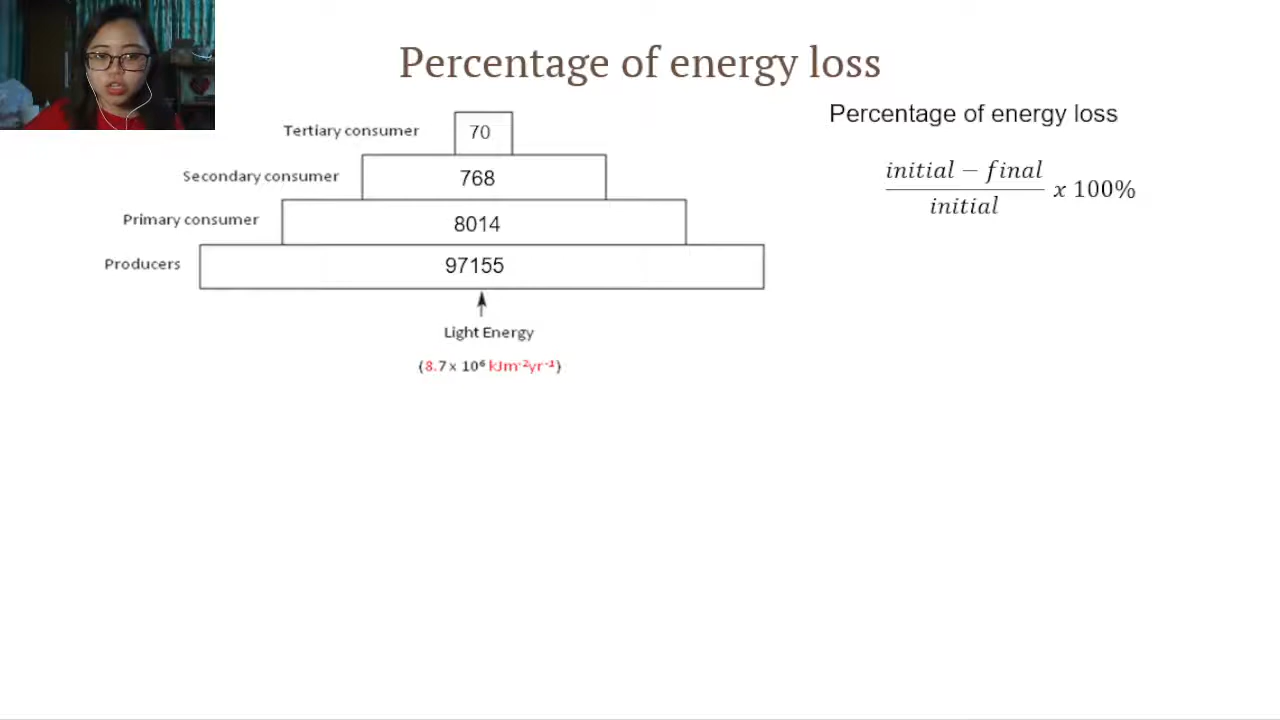 Percentage of energy loss
Tertiary consumer 70
Secondary consumer 768
Primary consumer 8014
Producers 97155
Light Energy
(8.7 x 10⁶ kJm⁻²yr⁻¹)
Percentage of energy loss
initial − final
initial
x 100%